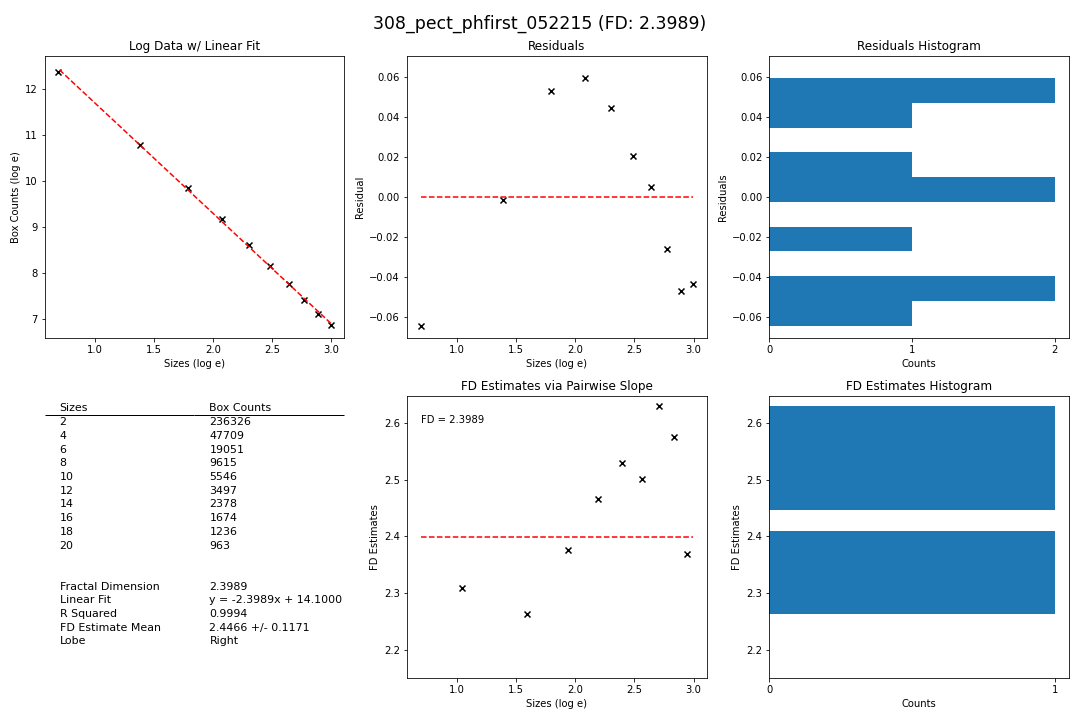 308_pect_phfirst_052215 (FD: 2.3989)
Log Data w/ Linear Fit
12
11
10
9
8
7
Box Counts (log e)
1.0 1.5 2.0 2.5 3.0
Sizes (log e)
Residuals
0.06
0.04
0.02
0.00
−0.02
−0.04
−0.06
Residual
1.0 1.5 2.0 2.5 3.0
Sizes (log e)
Residuals Histogram
0.06
0.04
0.02
0.00
−0.02
−0.04
−0.06
Residuals
0 1 2
Counts
Sizes Box Counts
2 236326
4 47709
6 19051
8 9615
10 5546
12 3497
14 2378
16 1674
18 1236
20 963
Fractal Dimension 2.3989
Linear Fit y = -2.3989x + 14.1000
R Squared 0.9994
FD Estimate Mean 2.4466 +/- 0.1171
Lobe Right
FD Estimates via Pairwise Slope
FD = 2.3989
2.6
2.5
2.4
2.3
2.2
FD Estimates
1.0 1.5 2.0 2.5 3.0
Sizes (log e)
FD Estimates Histogram
2.6
2.5
2.4
2.3
2.2
FD Estimates
0 1
Counts